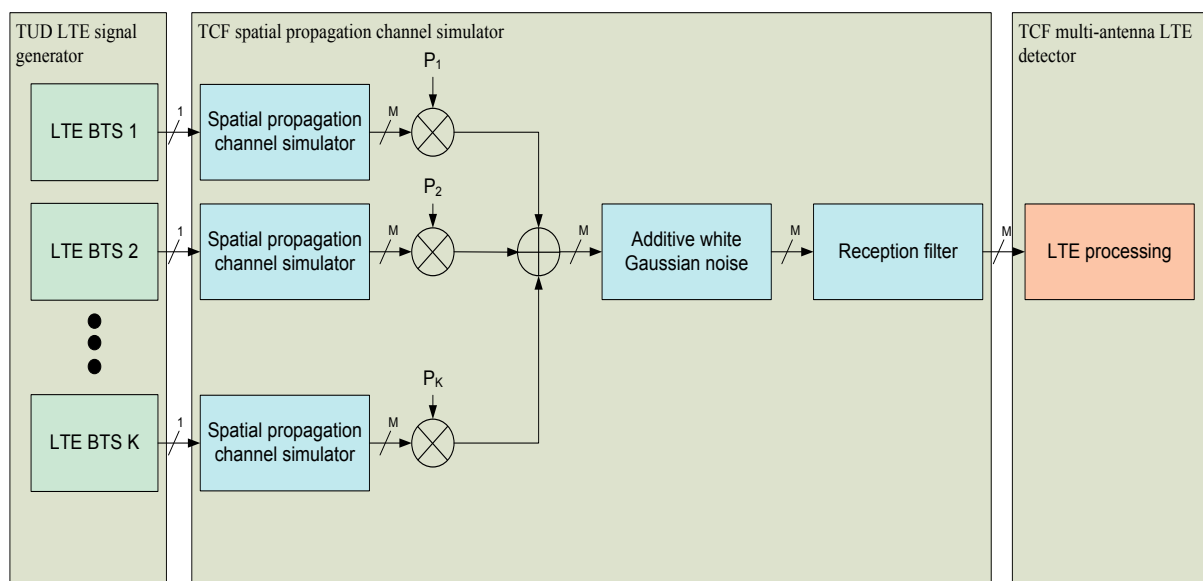 TUD LTE signal
generator
TCF spatial propagation channel simulator
TCF multi-antenna LTE
detector
P1
LTE BTS 1
1
Spatial propagation
channel simulator
M
P2
LTE BTS 2
1
Spatial propagation
channel simulator
M
M
Additive white
Gaussian noise
M
Reception filter
M
LTE processing
PK
LTE BTS K
1
Spatial propagation
channel simulator
M